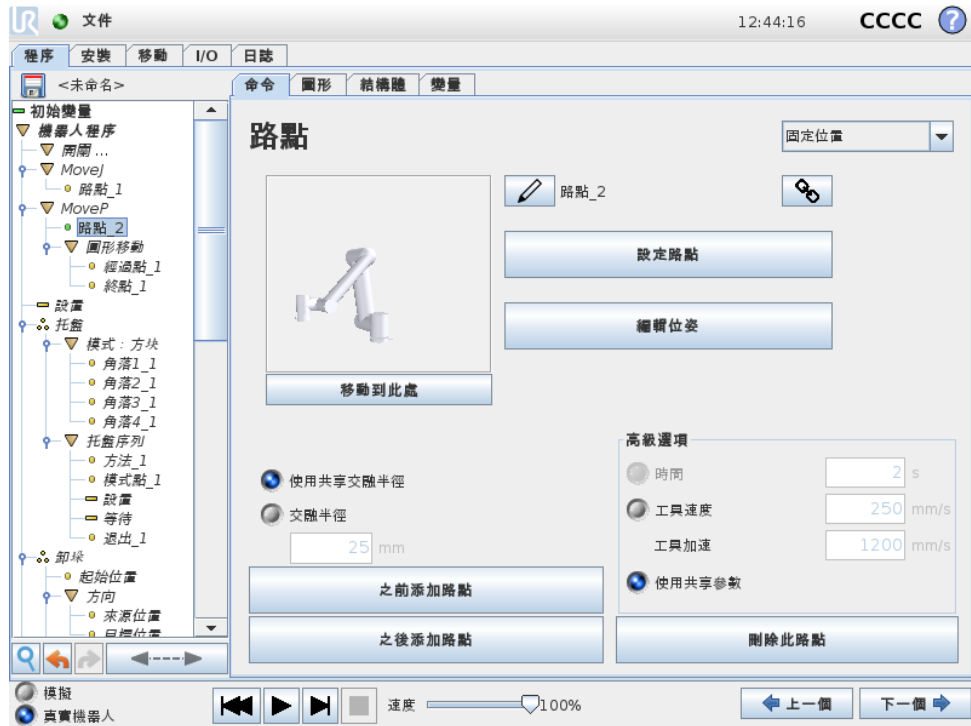 UR 文件 12:44:16 CCCC ?
程序 安裝 移動 I/O 日誌
<未命名> 命令 圖形 結構體 變量
初始變量
機器人程序
開閘 ...
MoveJ
路點_1
MoveP
路點_2
圓形移動
經過點_1
終點_1
設置
托盤
模式：方块
角落1_1
角落2_1
角落3_1
角落4_1
托盤序列
方法_1
模式點_1
設置
等待
退出_1
卸垛
起始位置
方向
來源位置
目標位置
路點
固定位置
路點_2
設定路點
編輯位姿
移動到此處
使用共享交融半徑
交融半徑
25 mm
高級選項
時間 2 s
工具速度 250 mm/s
工具加速 1200 mm/s
使用共享參數
之前添加路點
之後添加路點 刪除此路點
模擬
真實機器人
速度 100% 上一個 下一個